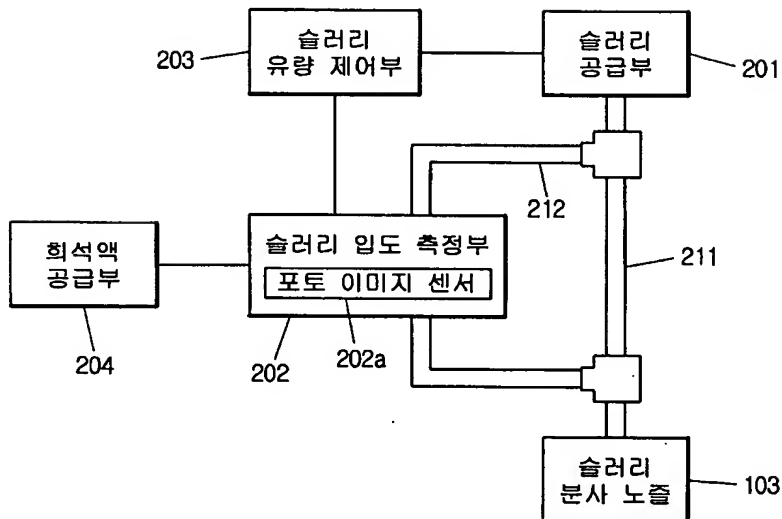 슬러리
유량 제어부
203
슬러리
공급부
201
212
211
희석액
공급부
204
슬러리 입도 측정부
포토 이미지 센서
202
202a
슬러리
분사 노즐
103